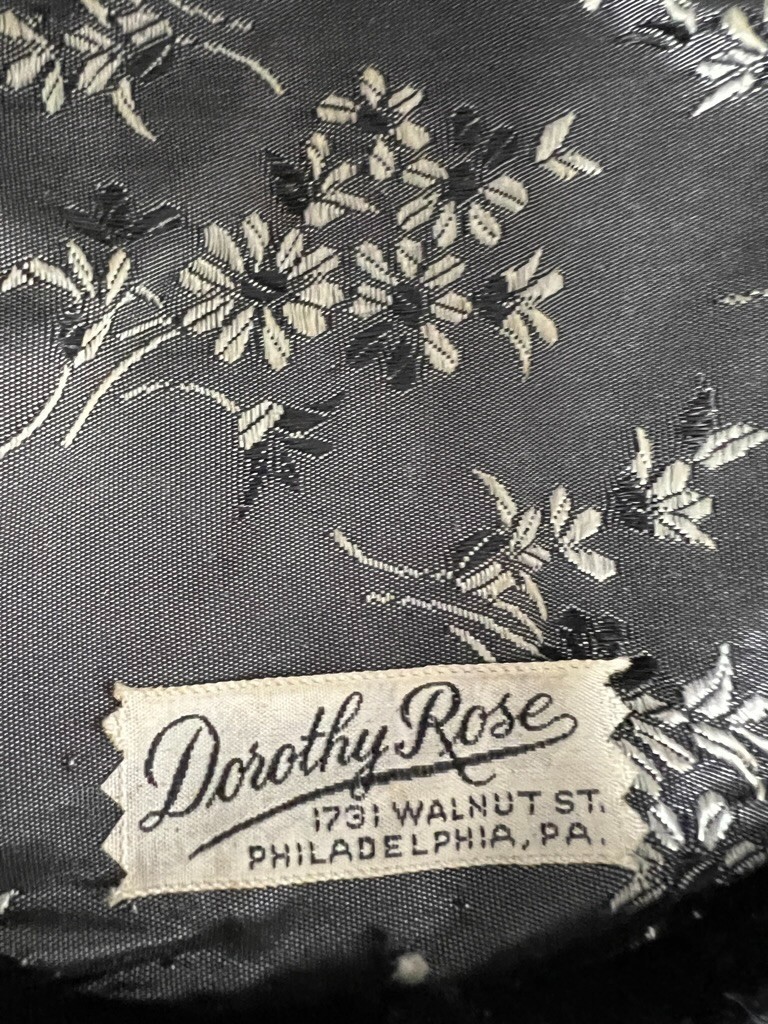 Dorothy Rose
1731 WALNUT ST.
PHILADELPHIA, PA.